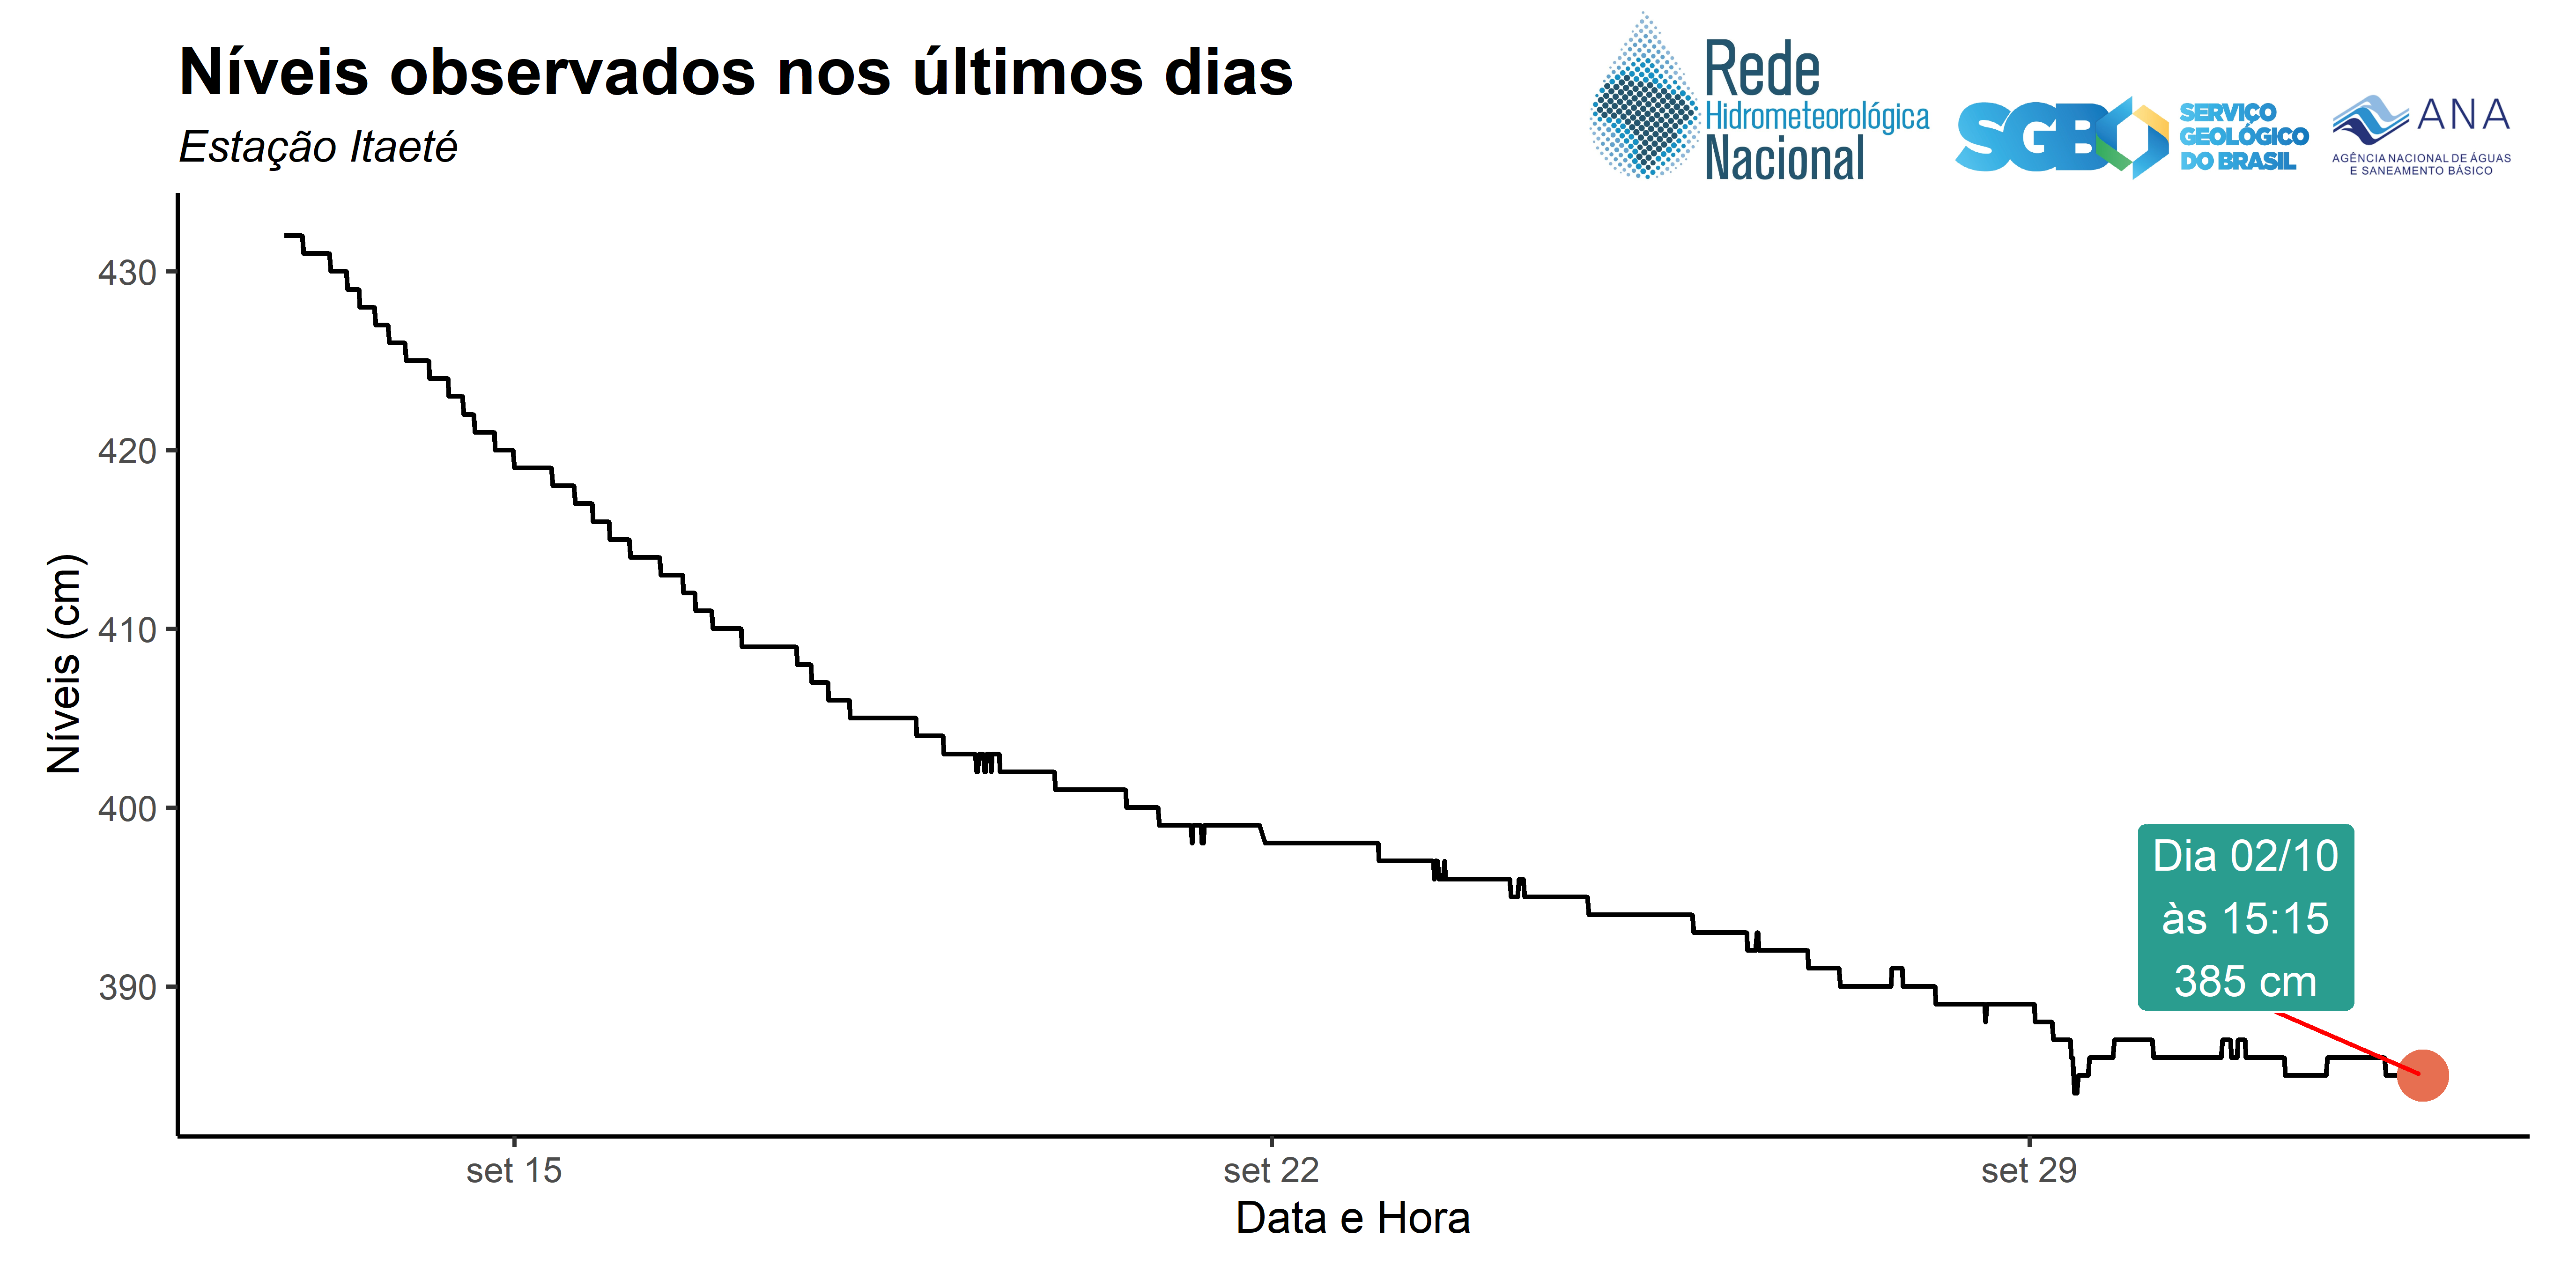 Níveis observados nos últimos dias
Estação Itaeté
Rede
Hidrometeorológica
Nacional
SGB
SERVIÇO
GEOLÓGICO
DO BRASIL
ANA
AGÊNCIA NACIONAL DE ÁGUAS
E SANEAMENTO BÁSICO
Níveis (cm)
430
420
410
400
390
Dia 02/10
às 15:15
385 cm
set 15
set 22
set 29
Data e Hora